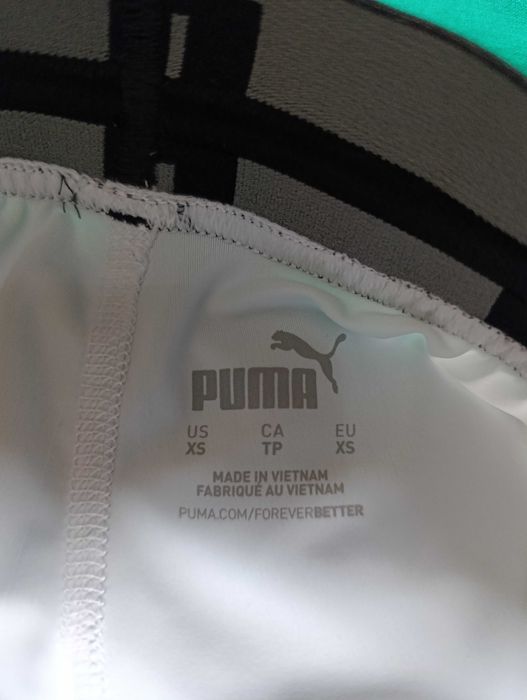 PUMA
US CA EU
XS TP XS
MADE IN VIETNAM
FABRIQUÉ AU VIETNAM
PUMA.COM/FOREVERBETTER